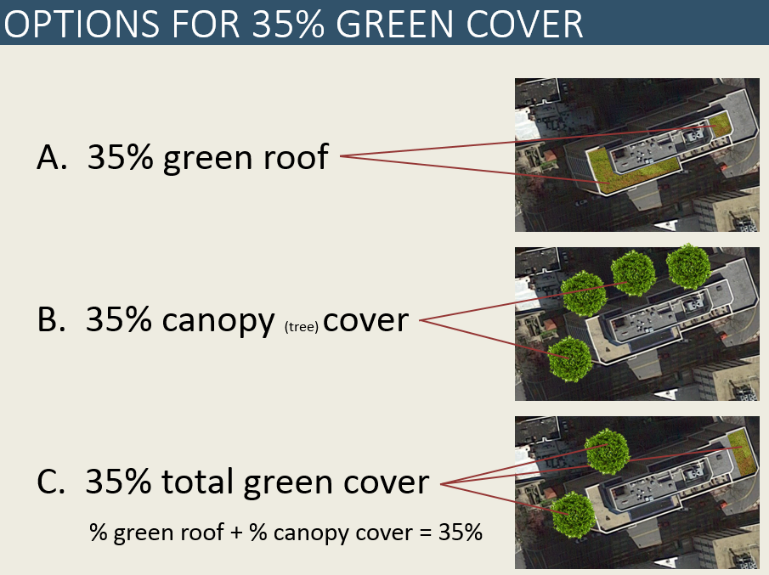 OPTIONS FOR 35% GREEN COVER
A. 35% green roof
B. 35% canopy (tree) cover
C. 35% total green cover
% green roof + % canopy cover = 35%